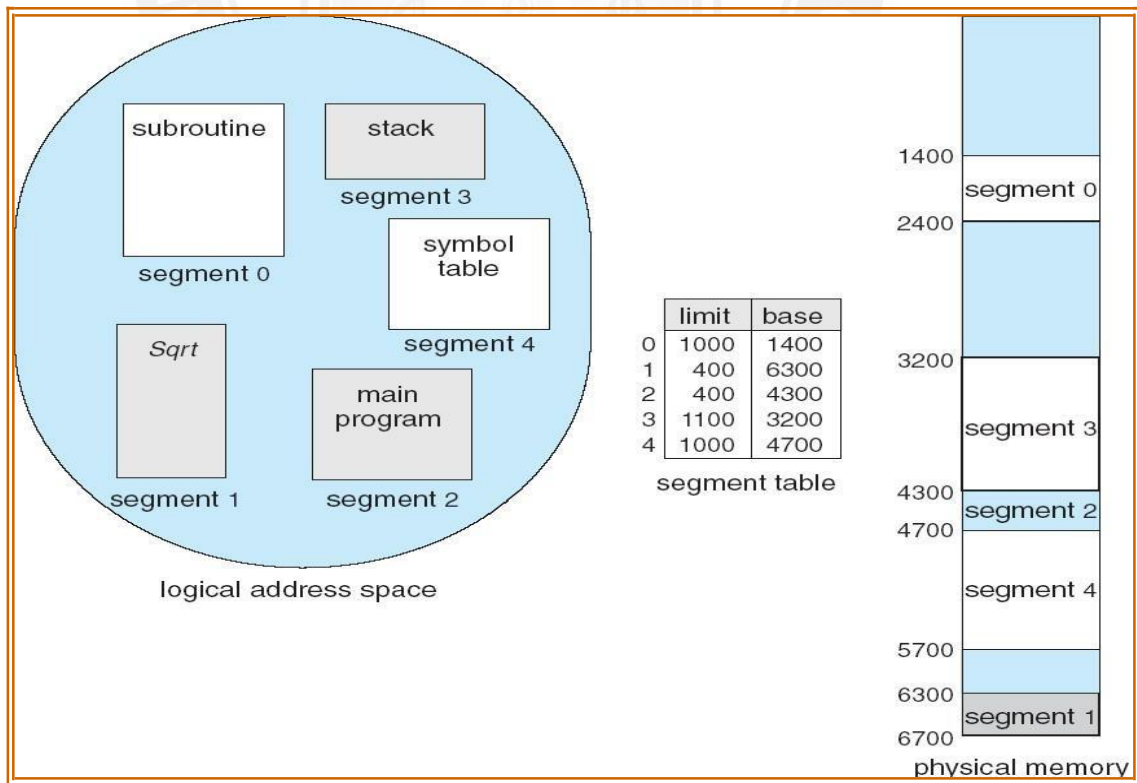 subroutine
segment 0
stack
segment 3
symbol
table
segment 4
Sqrt
segment 1
main
program
segment 2
logical address space
limit base
0 1000 1400
1 400 6300
2 400 4300
3 1100 3200
4 1000 4700
segment table
1400
segment 0
2400
3200
segment 3
4300
segment 2
4700
segment 4
5700
6300
segment 1
6700
physical memory